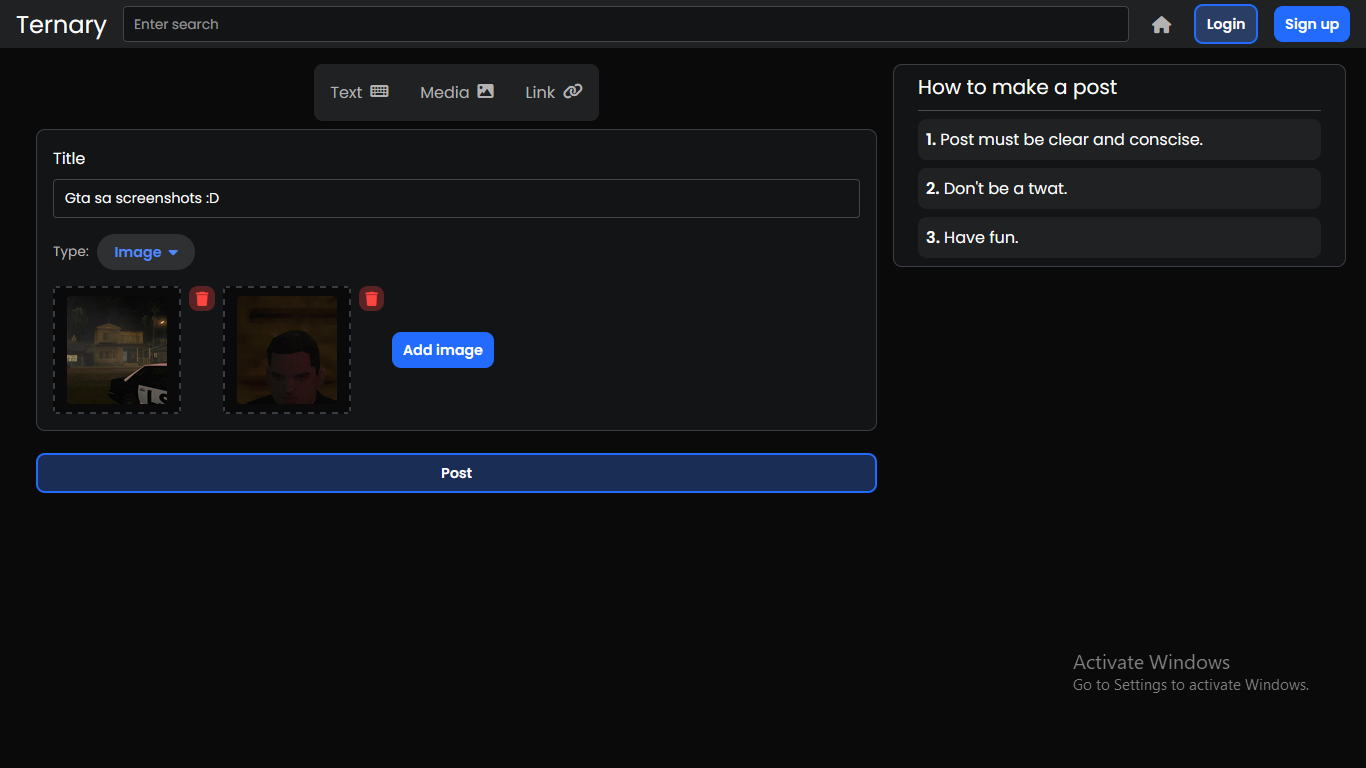 Ternary
Enter search
Login
Sign up
Text
Media
Link
Title
Gta sa screenshots :D
Type:
Image
Add image
Post
How to make a post
1. Post must be clear and conscise.
2. Don't be a twat.
3. Have fun.
Activate Windows
Go to Settings to activate Windows.